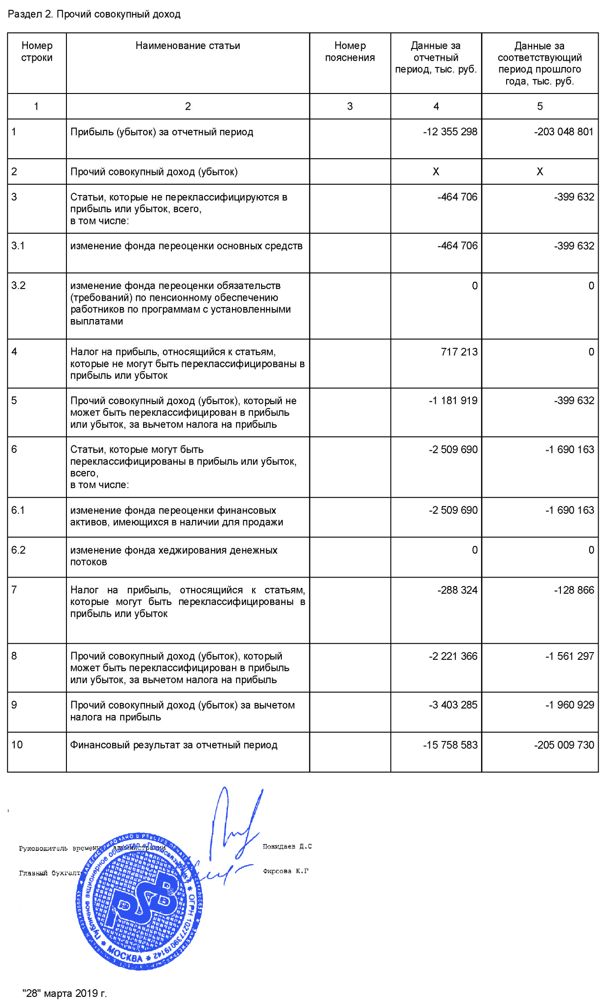 Раздел 2. Прочий совокупный доход
Номер строки
Наименование статьи
Номер пояснения
Данные за отчетный период, тыс. руб.
Данные за соответствующий период прошлого года, тыс. руб.
1 2 3 4 5
1 Прибыль (убыток) за отчетный период -12 355 298 -203 048 801
2 Прочий совокупный доход (убыток) X X
3 Статьи, которые не переклассифицируются в -464 706 -399 632
прибыль или убыток, всего,
в том числе:
3.1 изменение фонда переоценки основных средств -464 706 -399 632
3.2 изменение фонда переоценки обязательств 0 0
(требований) по пенсионному обеспечению
работников по программам с установленными
выплатами
4 Налог на прибыль, относящийся к статьям, 717 213 0
которые не могут быть переклассифицированы в
прибыль или убыток
5 Прочий совокупный доход (убыток), который не -1 181 919 -399 632
может быть переклассифицирован в прибыль
или убыток, за вычетом налога на прибыль
6 Статьи, которые могут быть -2 509 690 -1 690 163
переклассифицированы в прибыль или убыток,
всего,
в том числе:
6.1 изменение фонда переоценки финансовых -2 509 690 -1 690 163
активов, имеющихся в наличии для продажи
6.2 изменение фонда хеджирования денежных 0 0
потоков
7 Налог на прибыль, относящийся к статьям, -288 324 -128 866
которые могут быть переклассифицированы в
прибыль или убыток
8 Прочий совокупный доход (убыток), который -2 221 366 -1 561 297
может быть переклассифицирован в прибыль
или убыток, за вычетом налога на прибыль
9 Прочий совокупный доход (убыток) за вычетом -3 403 285 -1 960 929
налога на прибыль
10 Финансовый результат за отчетный период -15 758 583 -205 009 730
Руководитель администрации Пожидаев Д.С
Главный Фирсова К.Г
Публичное акционерное общество
ОГРН 1027739019142
МОСКВА
PSB
"28" марта 2019 г.